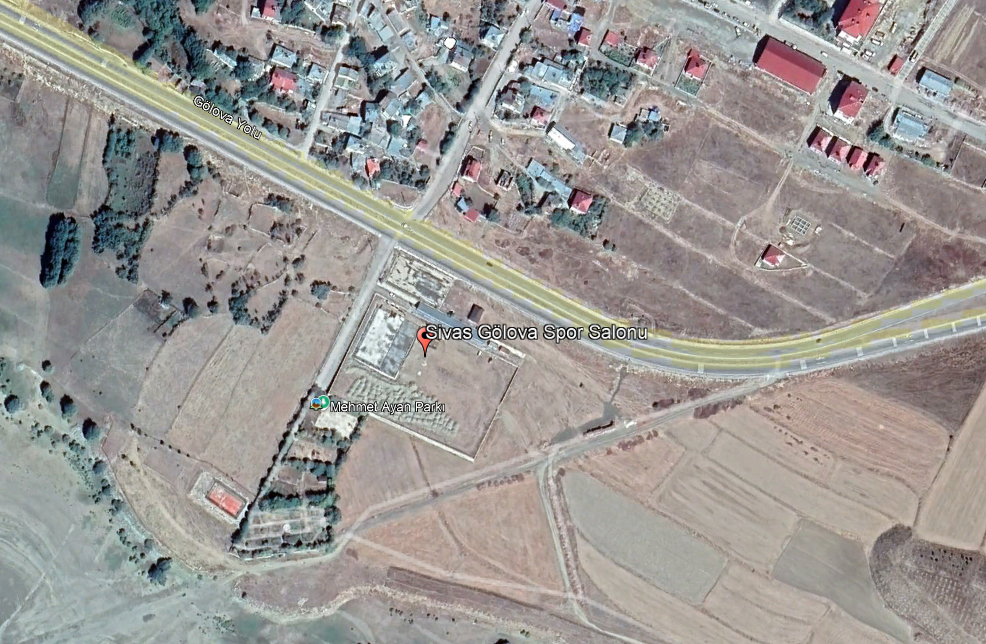 Gölova Yolu
Sivas Gölova Spor Salonu
Mehmet Ayan Parkı